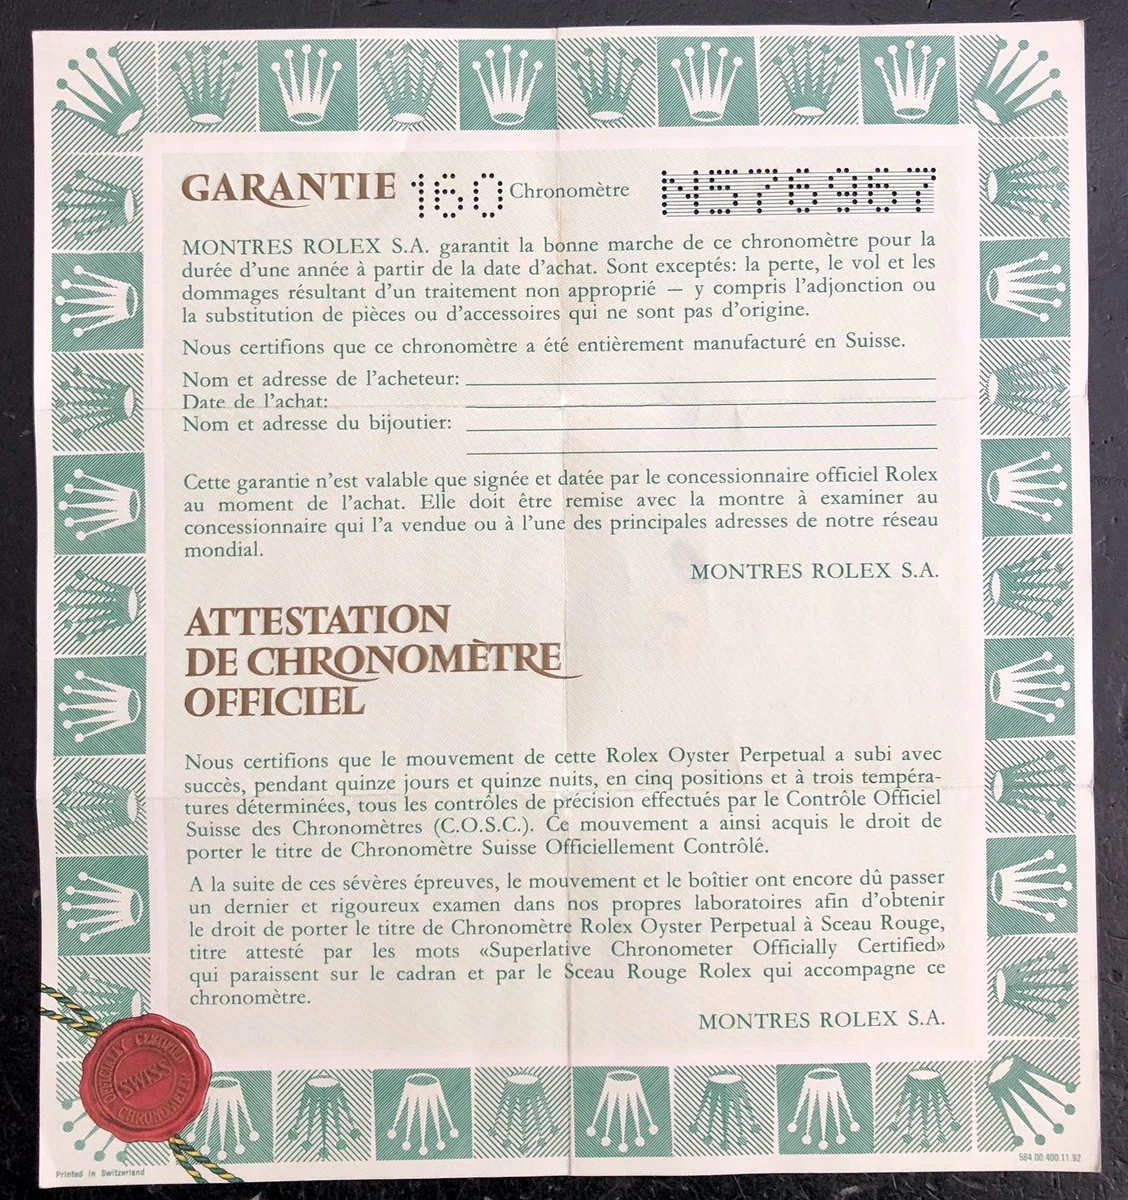 GARANTIE 160 Chronomètre N576967
MONTRES ROLEX S.A. garantit la bonne marche de ce chronomètre pour la
durée d'une année à partir de la date d'achat. Sont exceptés: la perte, le vol et les
dommages résultant d'un traitement non approprié — y compris l'adjonction ou
la substitution de pièces ou d'accessoires qui ne sont pas d'origine.
Nous certifions que ce chronomètre a été entièrement manufacturé en Suisse.
Nom et adresse de l'acheteur:
Date de l'achat:
Nom et adresse du bijoutier:
Cette garantie n'est valable que signée et datée par le concessionnaire officiel Rolex
au moment de l'achat. Elle doit être remise avec la montre à examiner au
concessionnaire qui l'a vendue ou à l'une des principales adresses de notre réseau
mondial.
MONTRES ROLEX S.A.
ATTESTATION
DE CHRONOMÈTRE
OFFICIEL
Nous certifions que le mouvement de cette Rolex Oyster Perpetual a subi avec
succès, pendant quinze jours et quinze nuits, en cinq positions et à trois tempéra-
tures déterminées, tous les contrôles de précision effectués par le Contrôle Officiel
Suisse des Chronomètres (C.O.S.C.). Ce mouvement a ainsi acquis le droit de
porter le titre de Chronomètre Suisse Officiellement Contrôlé.
A la suite de ces sévères épreuves, le mouvement et le boîtier ont encore dû passer
un dernier et rigoureux examen dans nos propres laboratoires afin d'obtenir
le droit de porter le titre de Chronomètre Rolex Oyster Perpetual à Sceau Rouge,
titre attesté par les mots «Superlative Chronometer Officially Certified»
qui paraissent sur le cadran et par le Sceau Rouge Rolex qui accompagne ce
chronomètre.
MONTRES ROLEX S.A.
OFFICIALLY CERTIFIED
SWISS
CHRONOMETER
Printed in Switzerland
564.00.400.11.92